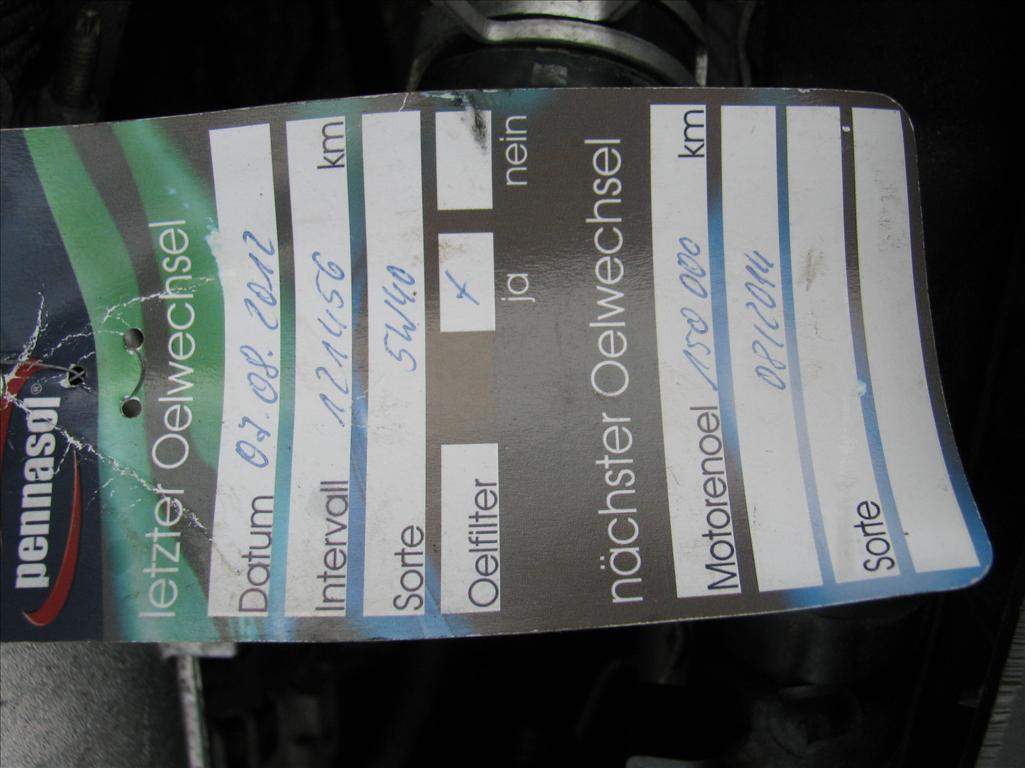 pennasol®
letzter Oelwechsel
Datum 07.08.2012
Intervall 121456 km
Sorte 5W40
Oelfilter x
ja nein
nächster Oelwechsel
Motorenoel 150 000 km
08/2014
Sorte